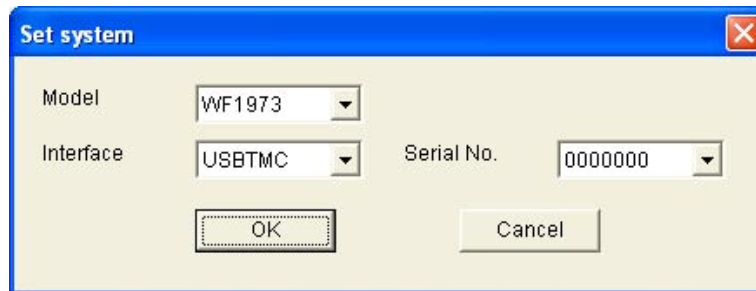 Set system
Model WF1973
Interface USBTMC Serial No. 0000000
OK Cancel